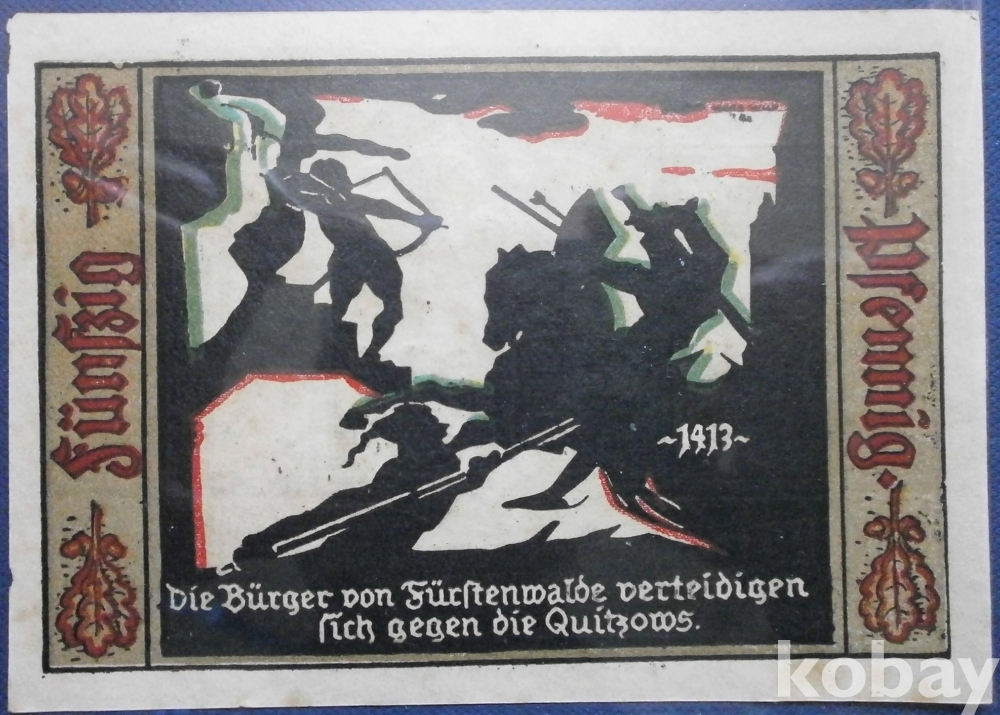 Fünfzig
Pfennig.
~1413~
Die Bürger von Fürstenwalde verteidigen
sich gegen die Quitzows.
kobay